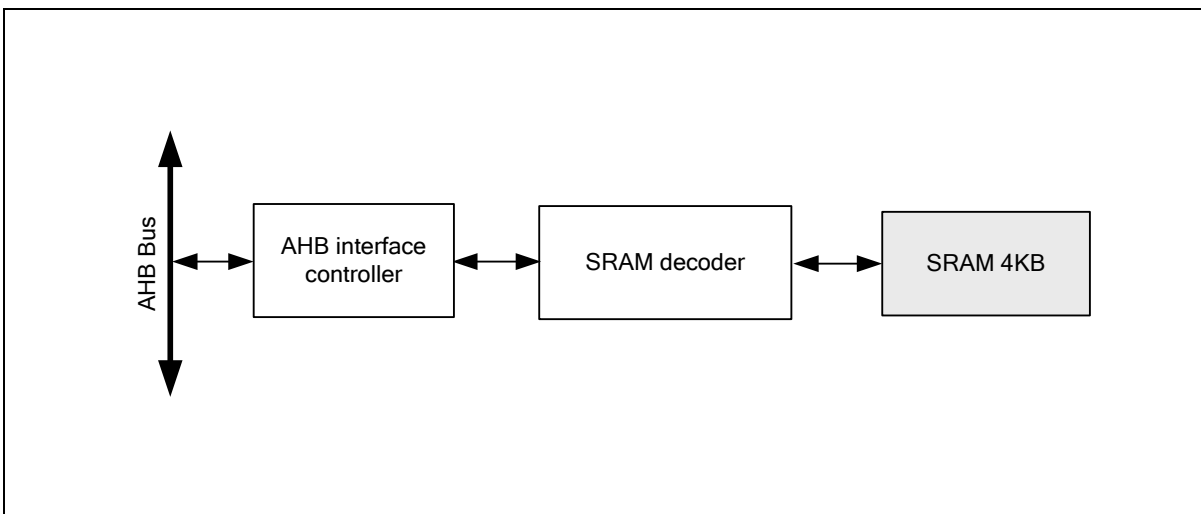 AHB Bus
AHB interface
controller
SRAM decoder
SRAM 4KB